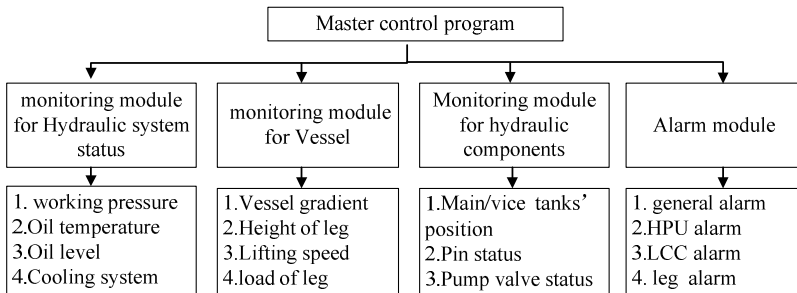 Master control program
monitoring module
for Hydraulic system
status
monitoring module
for Vessel
Monitoring module
for hydraulic
components
Alarm module
1. working pressure
2.Oil temperature
3.Oil level
4.Cooling system
1.Vessel gradient
2.Height of leg
3.Lifting speed
4.load of leg
1.Main/vice tanks’
position
2.Pin status
3.Pump valve status
1. general alarm
2.HPU alarm
3.LCC alarm
4. leg alarm